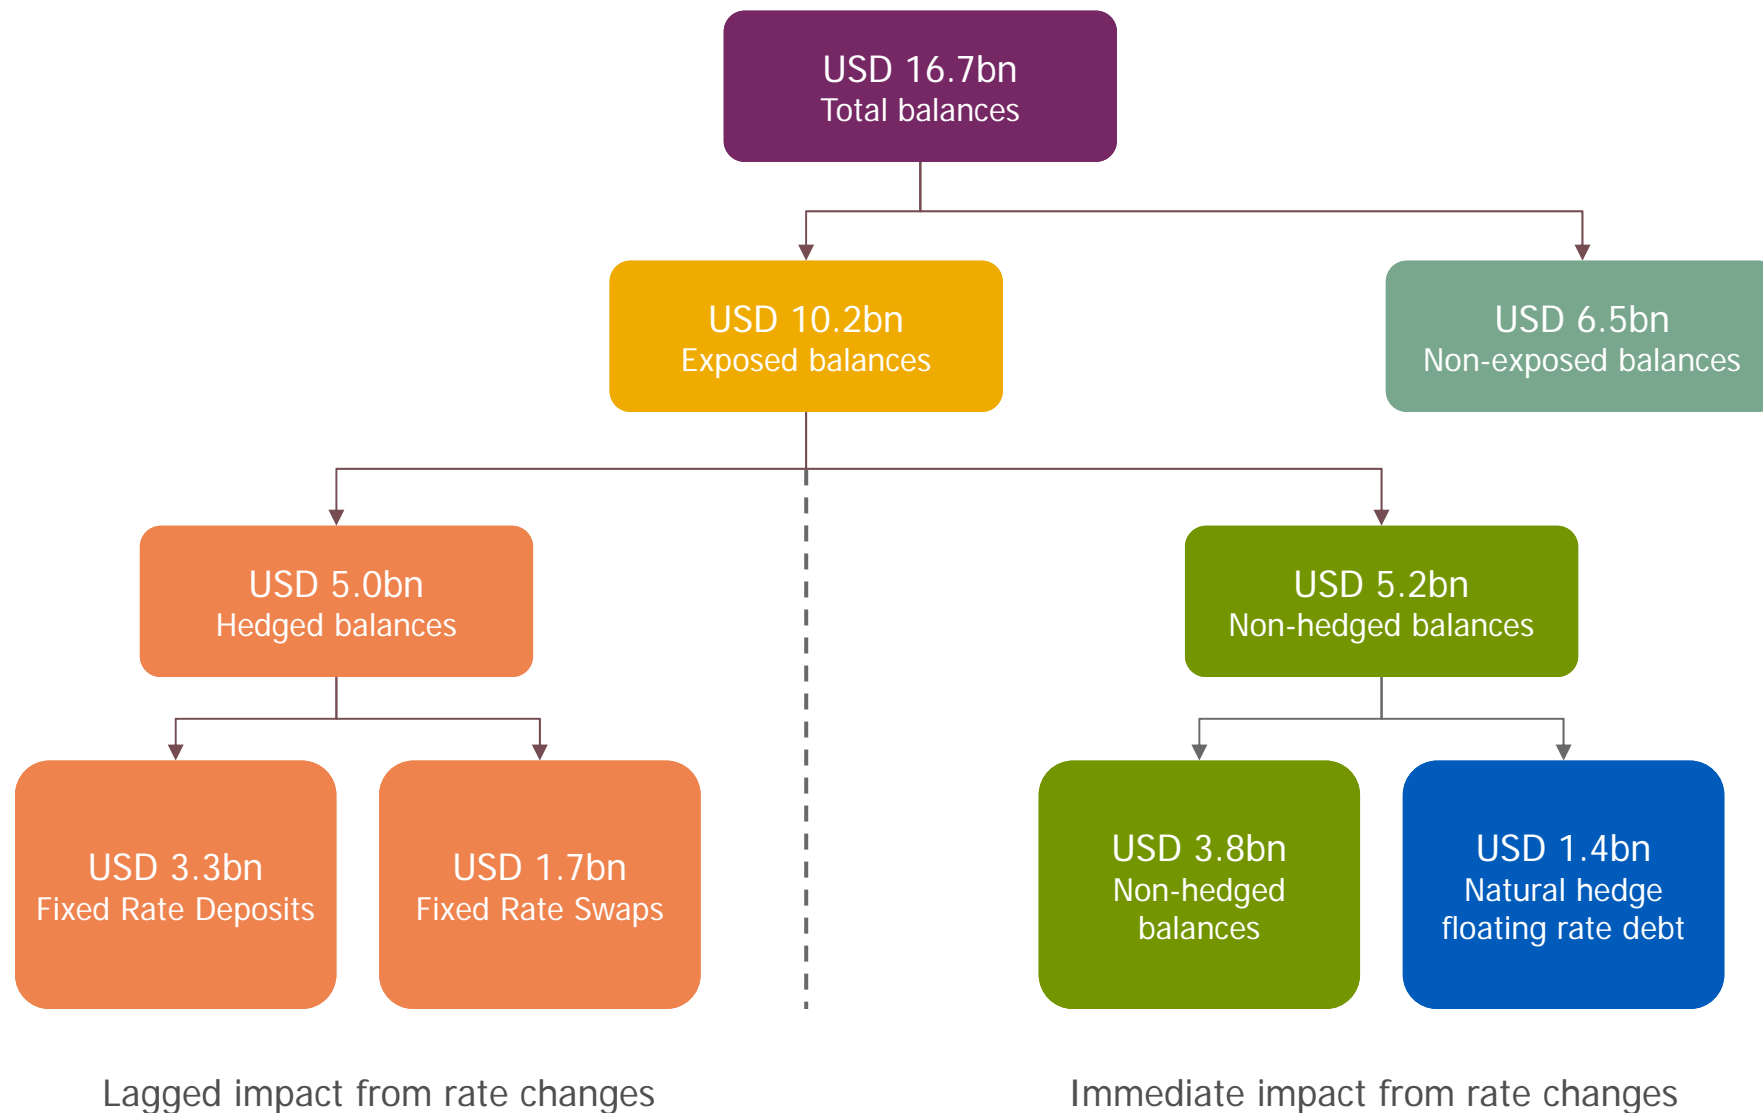 USD 16.7bn
Total balances
USD 10.2bn
Exposed balances
USD 6.5bn
Non-exposed balances
USD 5.0bn
Hedged balances
USD 5.2bn
Non-hedged balances
USD 3.3bn
Fixed Rate Deposits
USD 1.7bn
Fixed Rate Swaps
USD 3.8bn
Non-hedged
balances
USD 1.4bn
Natural hedge
floating rate debt
Lagged impact from rate changes
Immediate impact from rate changes